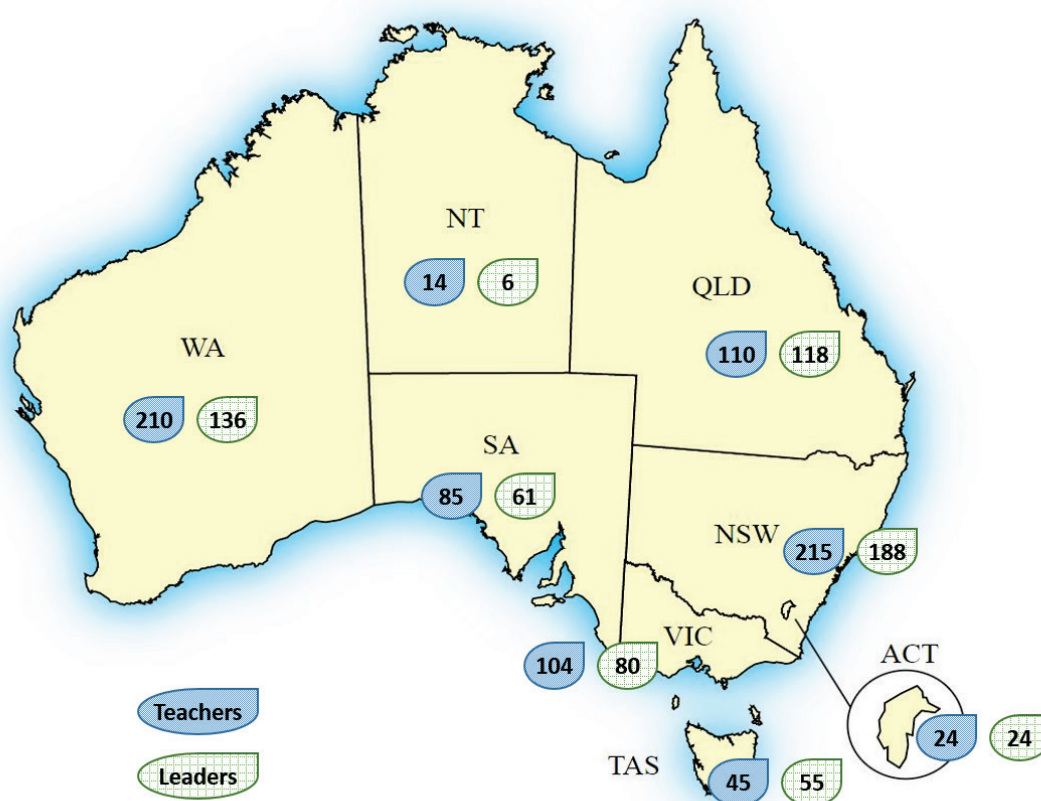 NT
14 6
QLD
110 118
WA
210 136
SA
85 61
NSW
215 188
VIC
104 80
ACT
24 24
TAS
45 55
Teachers
Leaders